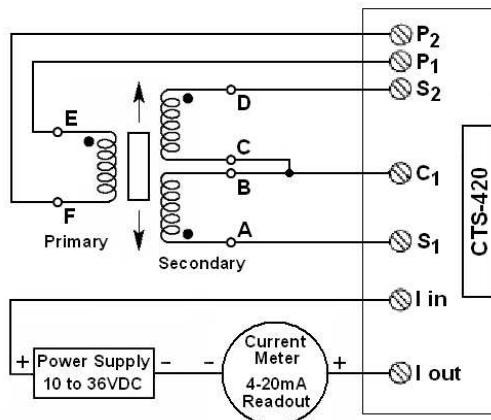 P2
P1
S2
D
E
C
B
C1
F
A
S1
Primary
Secondary
CTS-420
I in
+ Power Supply –
10 to 36VDC
– Current +
Meter
4-20mA
Readout
I out